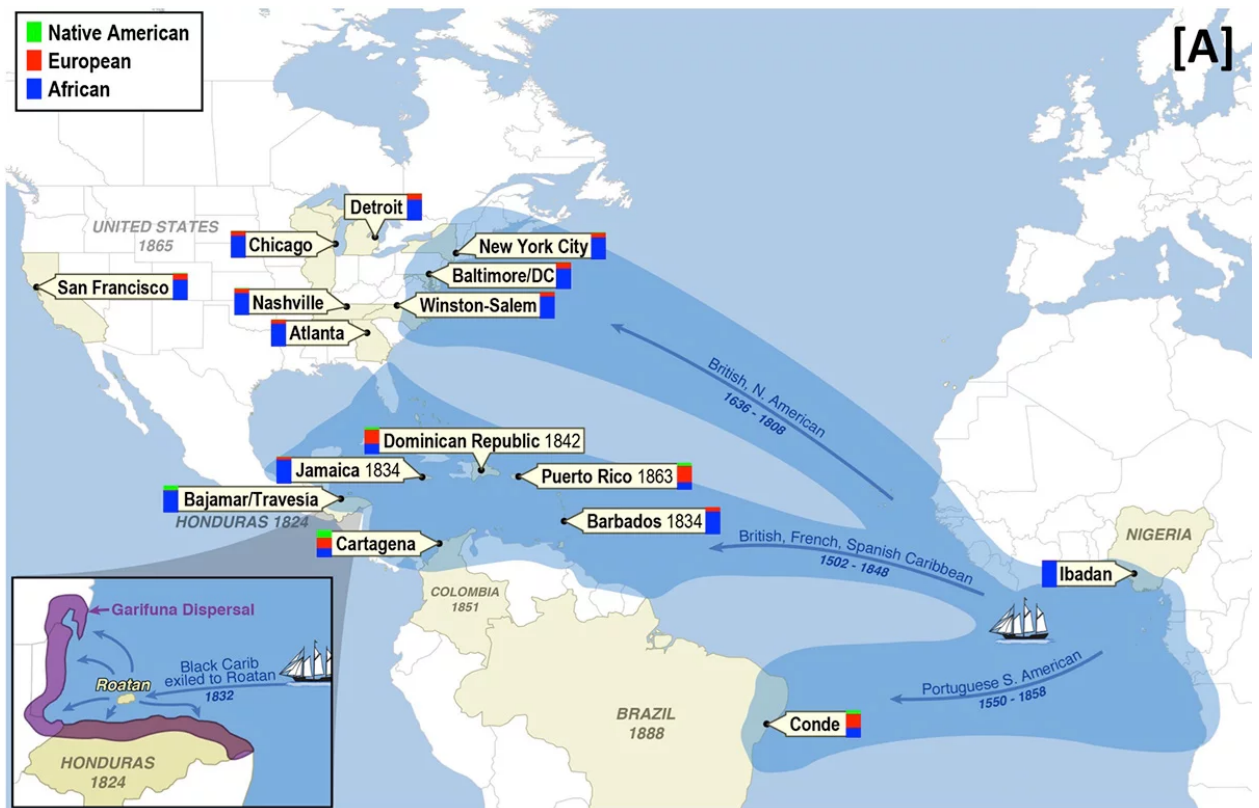 Native American
European
African
[A]
UNITED STATES
1865
Detroit
Chicago
New York City
Baltimore/DC
San Francisco
Nashville
Winston-Salem
Atlanta
British, N. American
1636 - 1808
Dominican Republic 1842
Jamaica 1834
Puerto Rico 1863
Bajamar/Travesía
HONDURAS 1824
Barbados 1834
Cartagena
British, French, Spanish Caribbean
1502 - 1848
NIGERIA
Ibadan
COLOMBIA
1851
Portuguese S. American
1550 - 1858
BRAZIL
1888
Conde
Garifuna Dispersal
Black Carib
exiled to Roatan
1832
Roatan
HONDURAS
1824